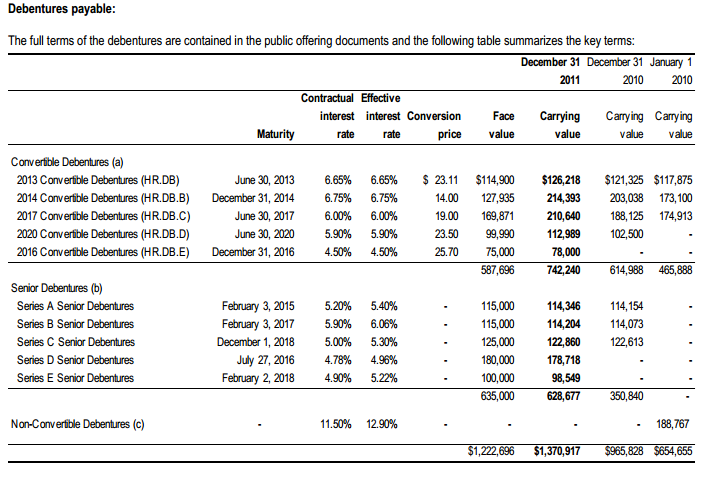 Debentures payable:
The full terms of the debentures are contained in the public offering documents and the following table summarizes the key terms:
December 31 December 31 January 1
2011 2010 2010
Contractual Effective
interest interest Conversion Face Carrying Carrying Carrying
Maturity rate rate price value value value value
Convertible Debentures (a)
2013 Convertible Debentures (HR.DB) June 30, 2013 6.65% 6.65% $ 23.11 $114,900 $126,218 $121,325 $117,875
2014 Convertible Debentures (HR.DB.B) December 31, 2014 6.75% 6.75% 14.00 127,935 214,393 203,038 173,100
2017 Convertible Debentures (HR.DB.C) June 30, 2017 6.00% 6.00% 19.00 169,871 210,640 188,125 174,913
2020 Convertible Debentures (HR.DB.D) June 30, 2020 5.90% 5.90% 23.50 99,990 112,989 102,500 -
2016 Convertible Debentures (HR.DB.E) December 31, 2016 4.50% 4.50% 25.70 75,000 78,000 - -
587,696 742,240 614,988 465,888
Senior Debentures (b)
Series A Senior Debentures February 3, 2015 5.20% 5.40% - 115,000 114,346 114,154 -
Series B Senior Debentures February 3, 2017 5.90% 6.06% - 115,000 114,204 114,073 -
Series C Senior Debentures December 1, 2018 5.00% 5.30% - 125,000 122,860 122,613 -
Series D Senior Debentures July 27, 2016 4.78% 4.96% - 180,000 178,718 - -
Series E Senior Debentures February 2, 2018 4.90% 5.22% - 100,000 98,549 - -
635,000 628,677 350,840 -
Non-Convertible Debentures (c) - 11.50% 12.90% - - - - 188,767
$1,222,696 $1,370,917 $965,828 $654,655